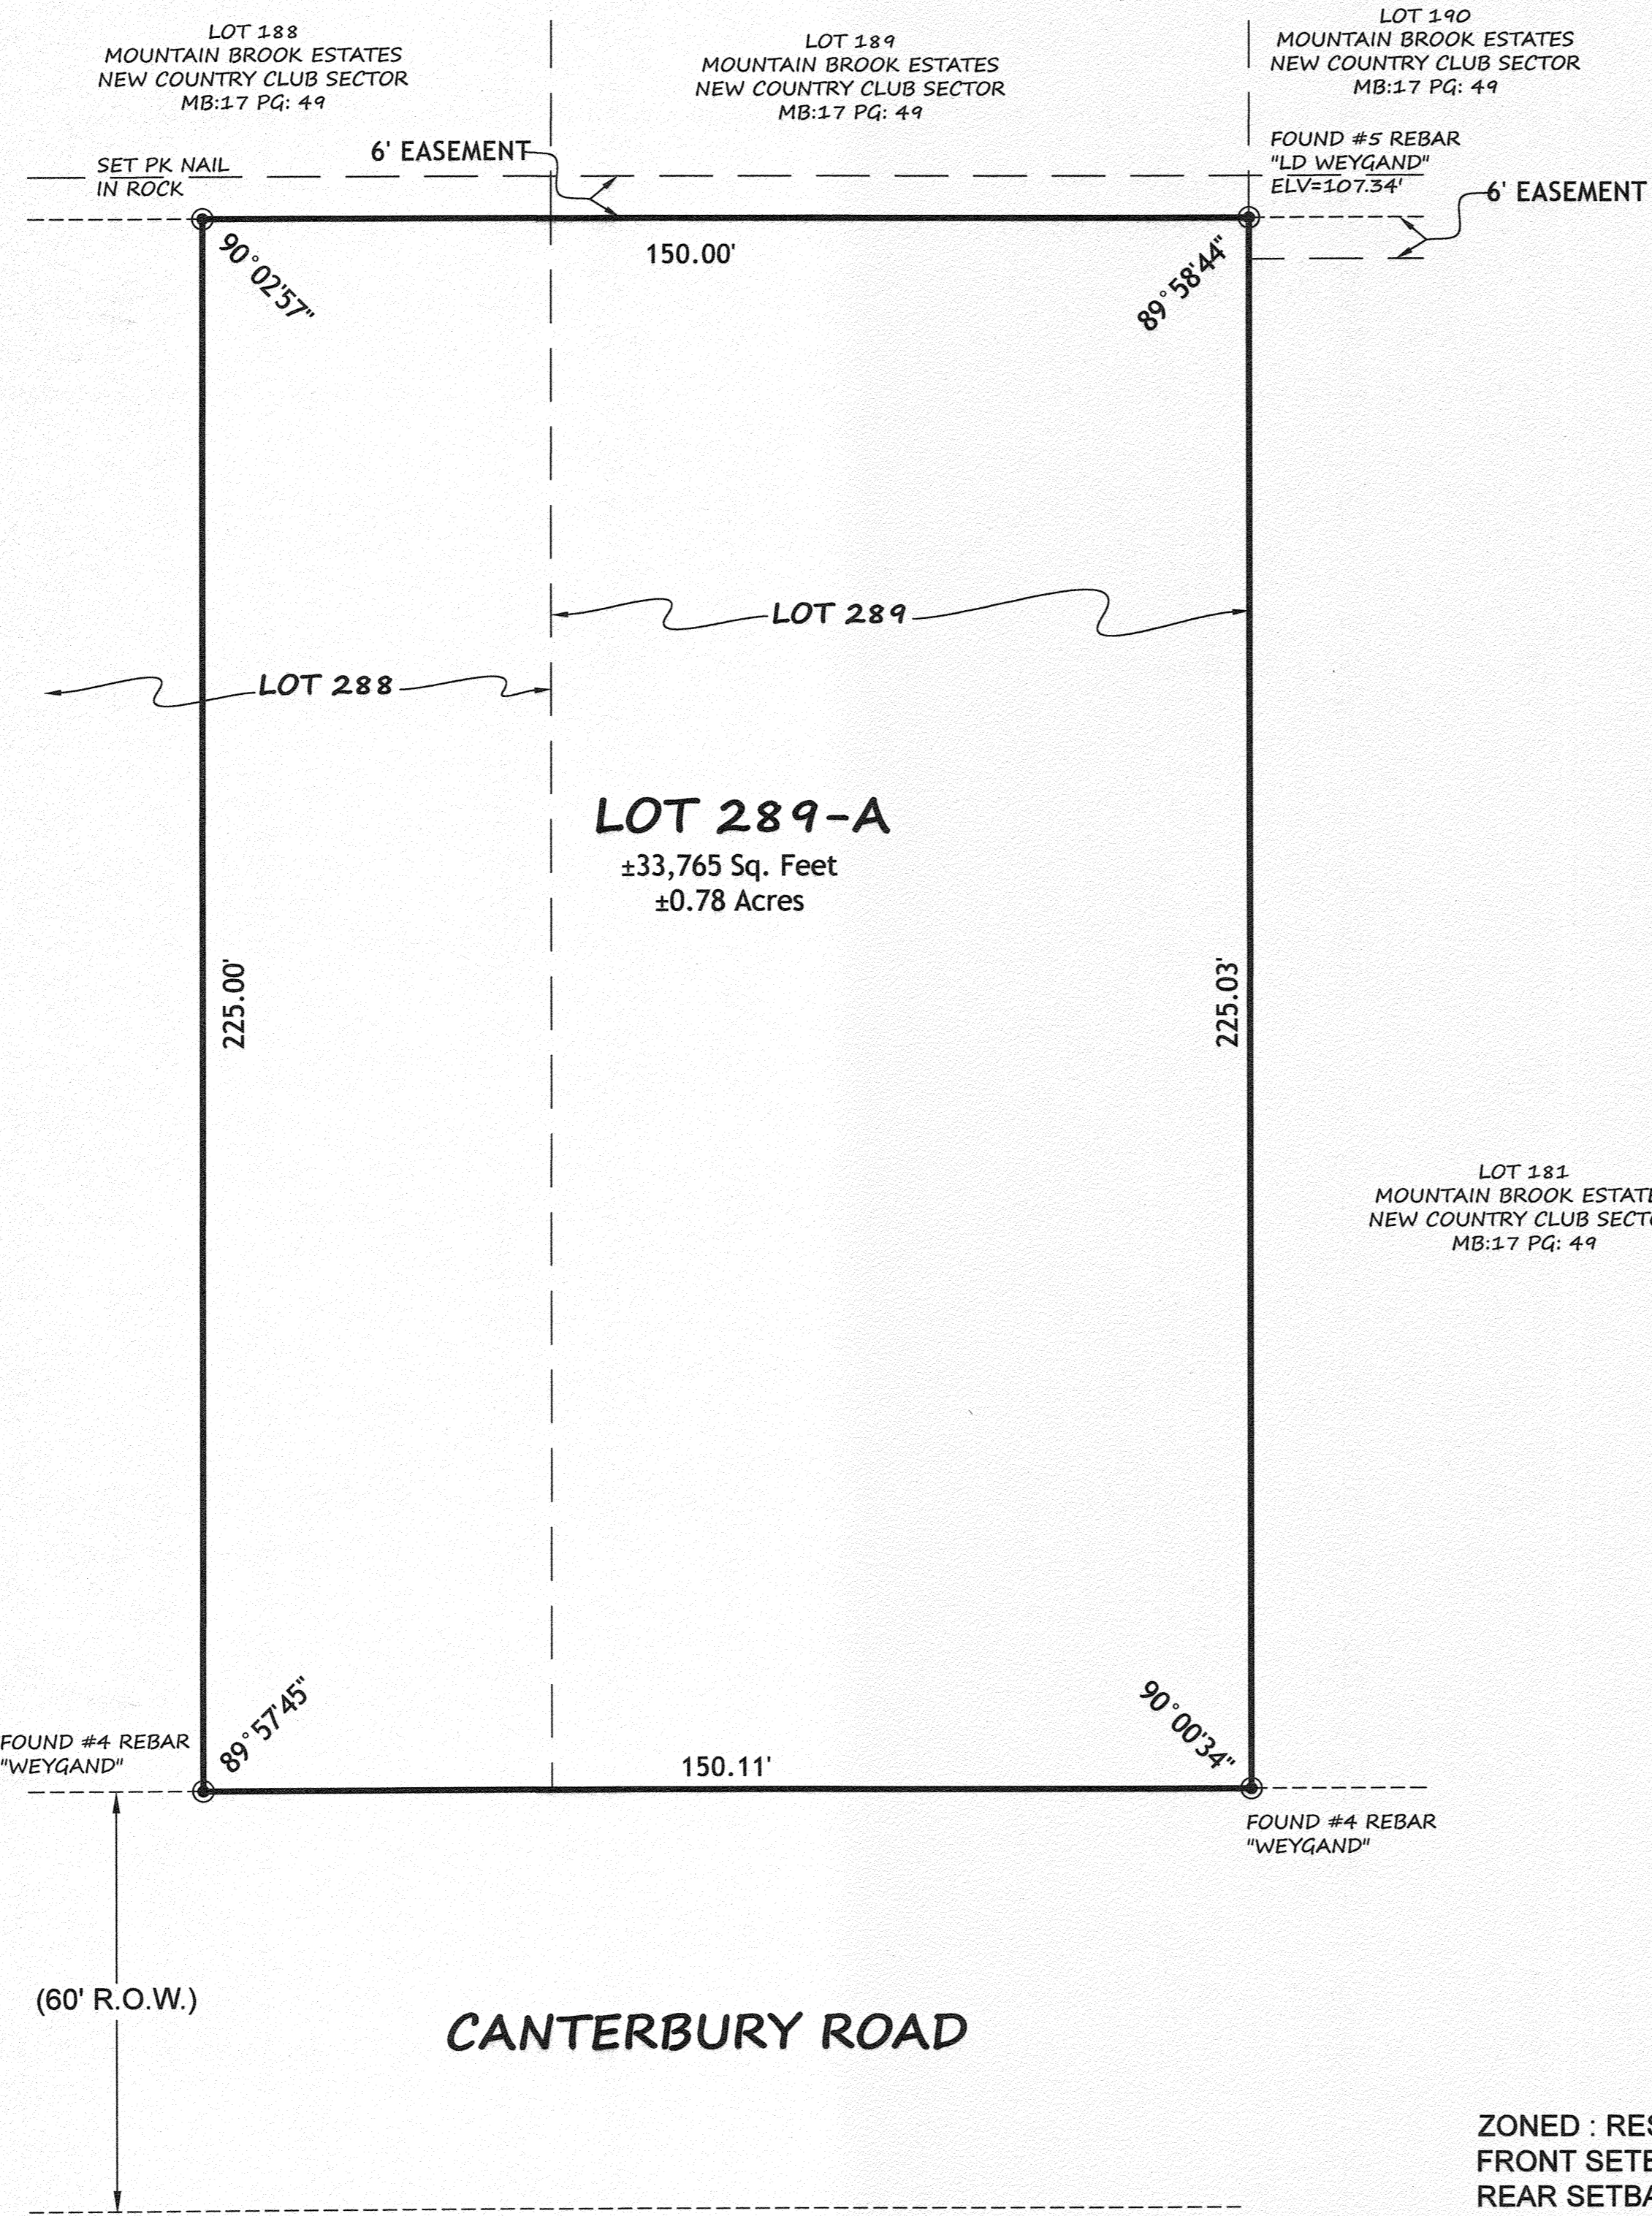 LOT 188
MOUNTAIN BROOK ESTATES
NEW COUNTRY CLUB SECTOR
MB:17 PG: 49
LOT 189
MOUNTAIN BROOK ESTATES
NEW COUNTRY CLUB SECTOR
MB:17 PG: 49
LOT 190
MOUNTAIN BROOK ESTATES
NEW COUNTRY CLUB SECTOR
MB:17 PG: 49
SET PK NAIL
IN ROCK
6' EASEMENT
FOUND #5 REBAR
"LD WEYGAND"
ELV=107.34'
6' EASEMENT
90°02'57"
150.00'
89°58'44"
LOT 289
LOT 288
LOT 289-A
±33,765 Sq. Feet
±0.78 Acres
225.00'
225.03'
LOT 181
MOUNTAIN BROOK ESTATE
NEW COUNTRY CLUB SECTO
MB:17 PG: 49
89°57'45"
90°00'34"
FOUND #4 REBAR
"WEYGAND"
150.11'
FOUND #4 REBAR
"WEYGAND"
(60' R.O.W.)
CANTERBURY ROAD
ZONED : RES
FRONT SETB
REAR SETBA